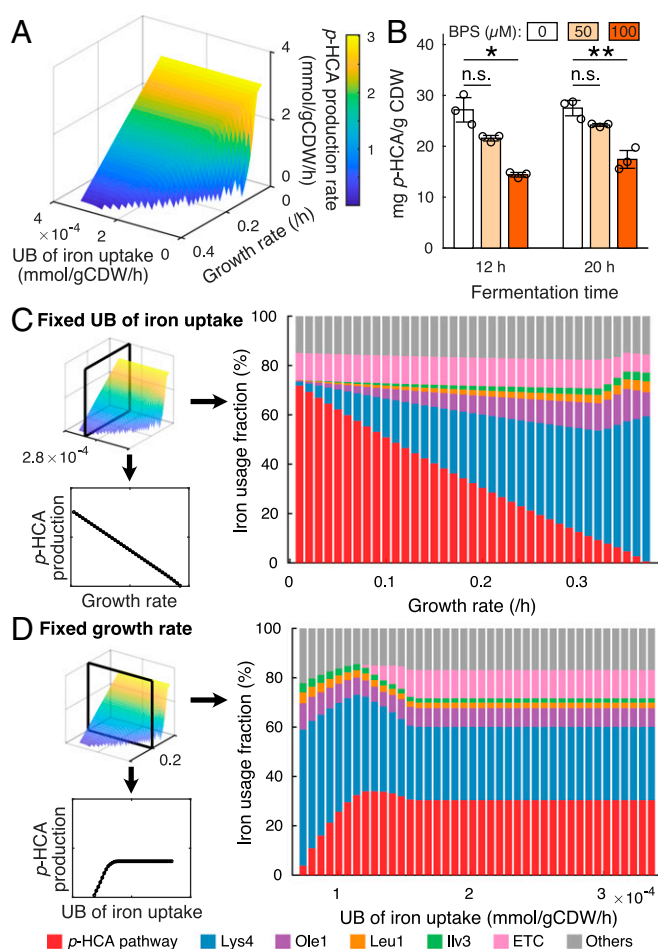 A
4
2
0
p-HCA production rate
(mmol/gCDW/h)
3
2
1
4
× 10⁻⁴
2
0
UB of iron uptake
(mmol/gCDW/h)
0.4
0.2
0
Growth rate (/h)
B
BPS (μM): 0 50 100
* **
n.s. n.s.
mg p-HCA/g CDW
40
30
20
10
0
12 h 20 h
Fermentation time
C Fixed UB of iron uptake
2.8 × 10⁻⁴
p-HCA production
Growth rate
Iron usage fraction (%)
100
80
60
40
20
0
0.1 0.2 0.3
Growth rate (/h)
D Fixed growth rate
0.2
p-HCA production
UB of iron uptake
Iron usage fraction (%)
100
80
60
40
20
0
1 2 3 × 10⁻⁴
UB of iron uptake (mmol/gCDW/h)
p-HCA pathway Lys4 Ole1 Leu1 Ilv3 ETC Others